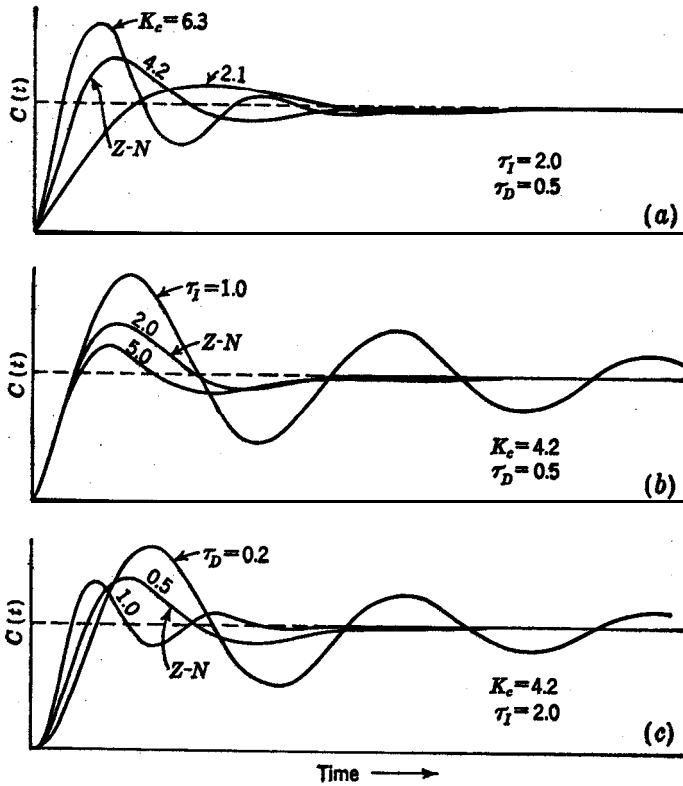 K_c=6.3
4.2
2.1
Z-N
C(t)
τ_I=2.0
τ_D=0.5
(a)
τ_I=1.0
2.0
Z-N
5.0
C(t)
K_c=4.2
τ_D=0.5
(b)
τ_D=0.2
0.5
1.0
Z-N
C(t)
K_c=4.2
τ_I=2.0
(c)
Time